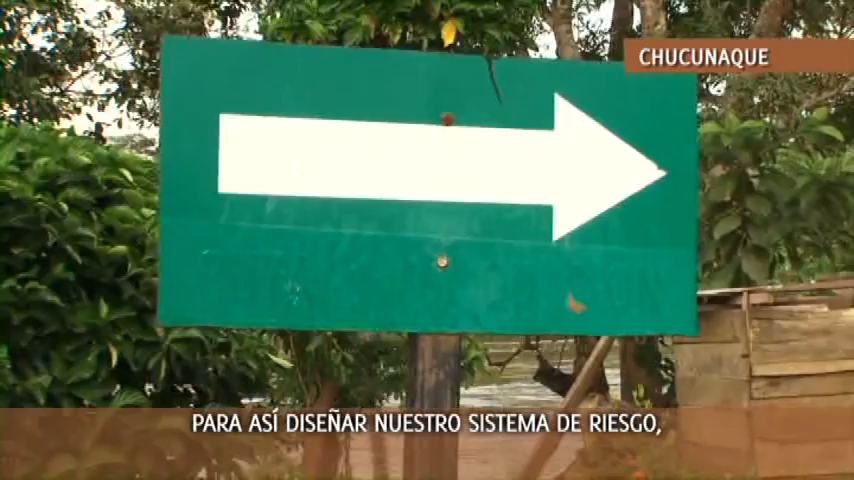 CHUCUNAQUE
PARA ASÍ DISEÑAR NUESTRO SISTEMA DE RIESGO,